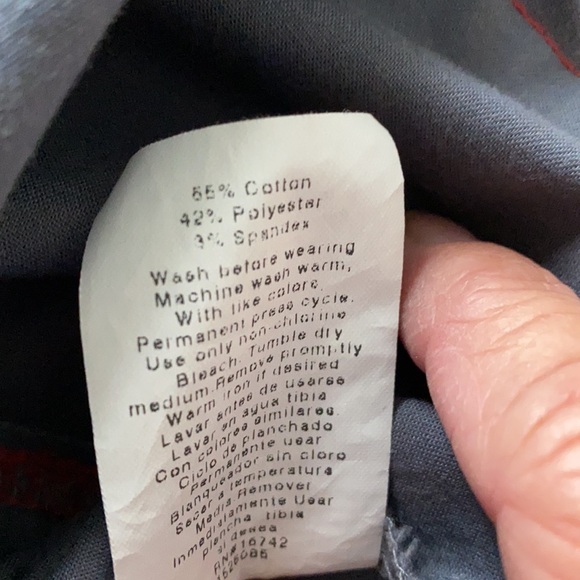 55% Cotton
42% Polyester
3% Spandex
Wash before wearing
Machine wash warm,
With like colors.
Permanent press cycle.
Use only non-chlorine
Bleach. Tumble dry
medium.Remove promptly
Warm iron if desired
Lavar antes de usarse
Lavar en agua tibia
Con colores similares.
Ciclo de planchado
Permanente usar
Blanqueador sin cloro
Secar a temperatura
Media Remover
Inmediatamente Usar
plancha tibia
si desea
RN#16742